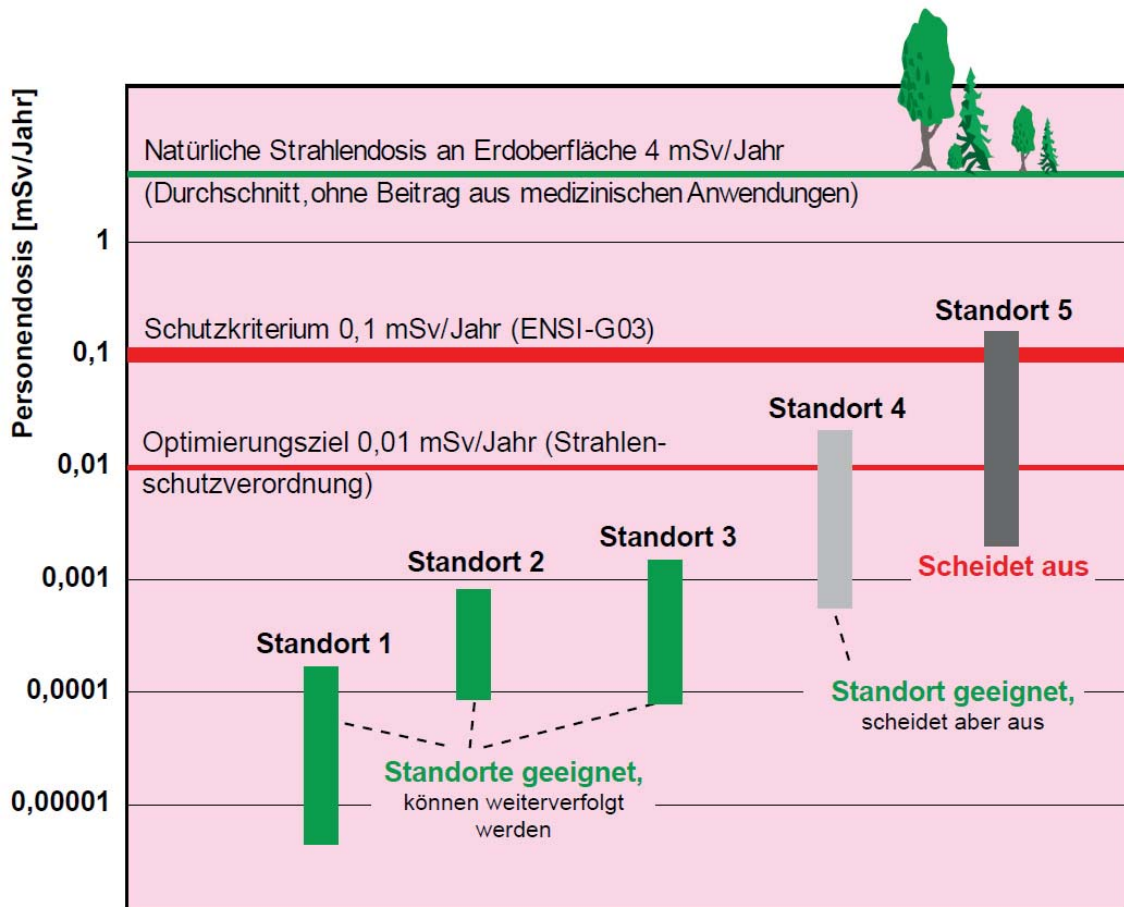 Personendosis [mSv/Jahr]
Natürliche Strahlendosis an Erdoberfläche 4 mSv/Jahr
(Durchschnitt, ohne Beitrag aus medizinischen Anwendungen)
1
Standort 5
Schutzkriterium 0,1 mSv/Jahr (ENSI-G03)
0,1
Standort 4
Optimierungsziel 0,01 mSv/Jahr (Strahlen-
0,01
schutzverordnung)
Standort 3
Standort 2
Scheidet aus
0,001
Standort 1
0,0001
Standort geeignet,
scheidet aber aus
Standorte geeignet,
0,00001
können weiterverfolgt
werden